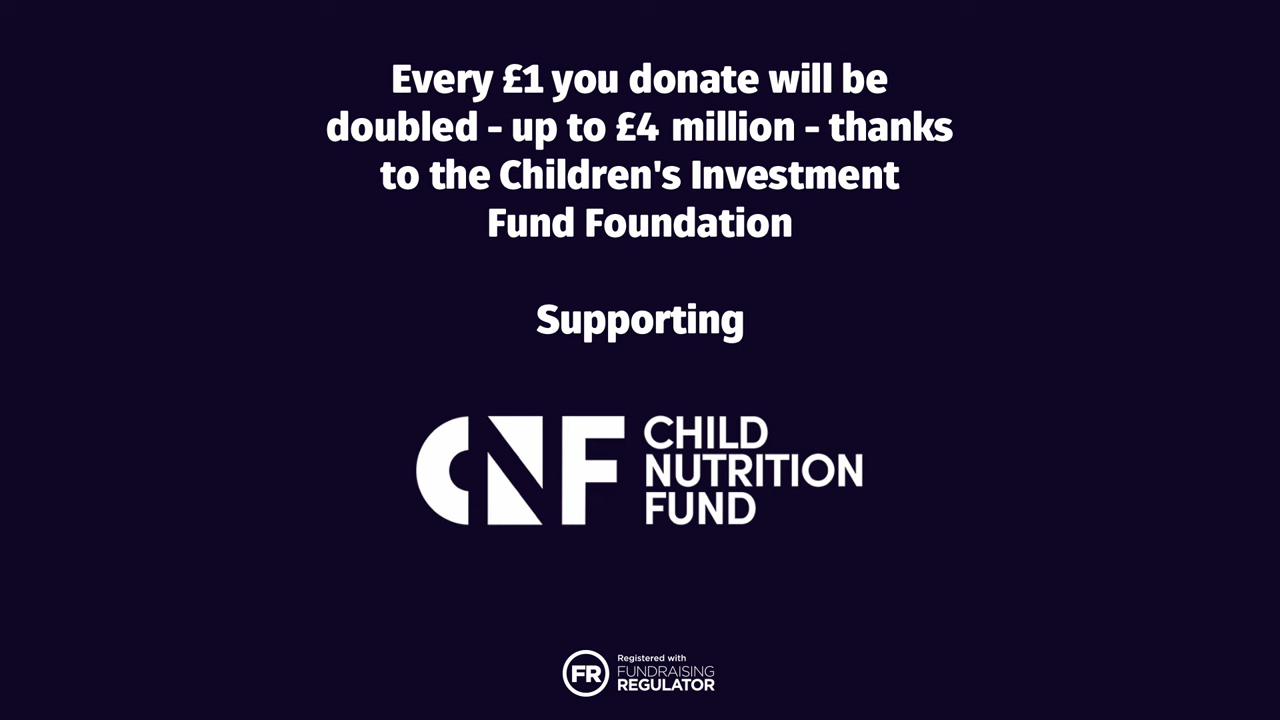 Every £1 you donate will be
doubled - up to £4 million - thanks
to the Children's Investment
Fund Foundation
Supporting
CNF
CHILD
NUTRITION
FUND
FR
Registered with
FUNDRAISING
REGULATOR